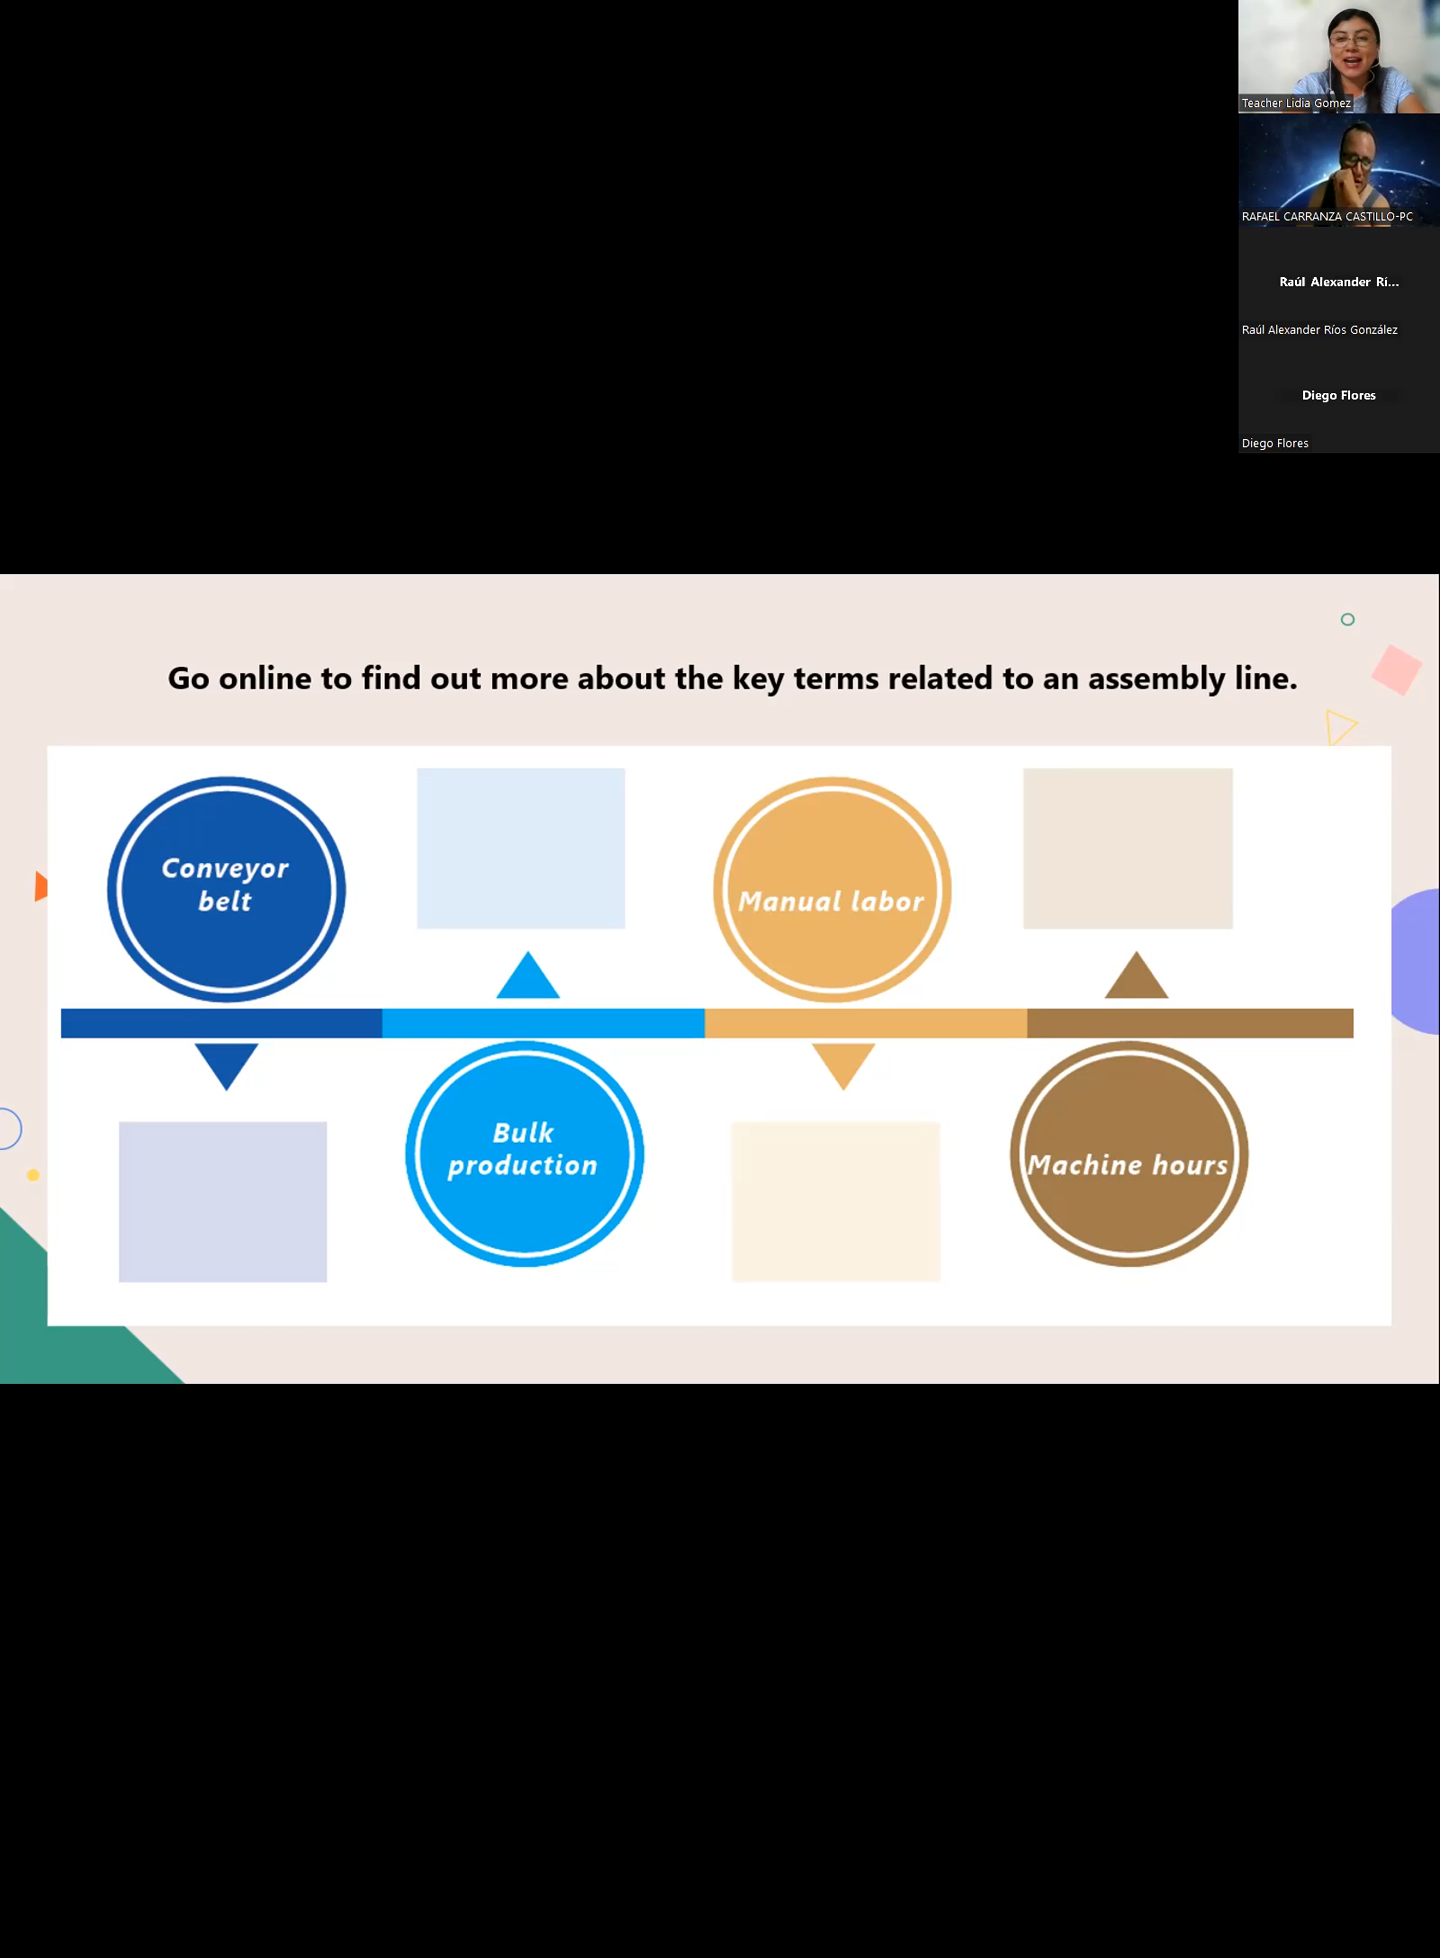 Teacher Lidia Gomez
RAFAEL CARRANZA CASTILLO-PC
Raúl Alexander Rí...
Raúl Alexander Ríos González
Diego Flores
Diego Flores
Go online to find out more about the key terms related to an assembly line.
Conveyor
belt
Manual labor
Bulk
production
Machine hours